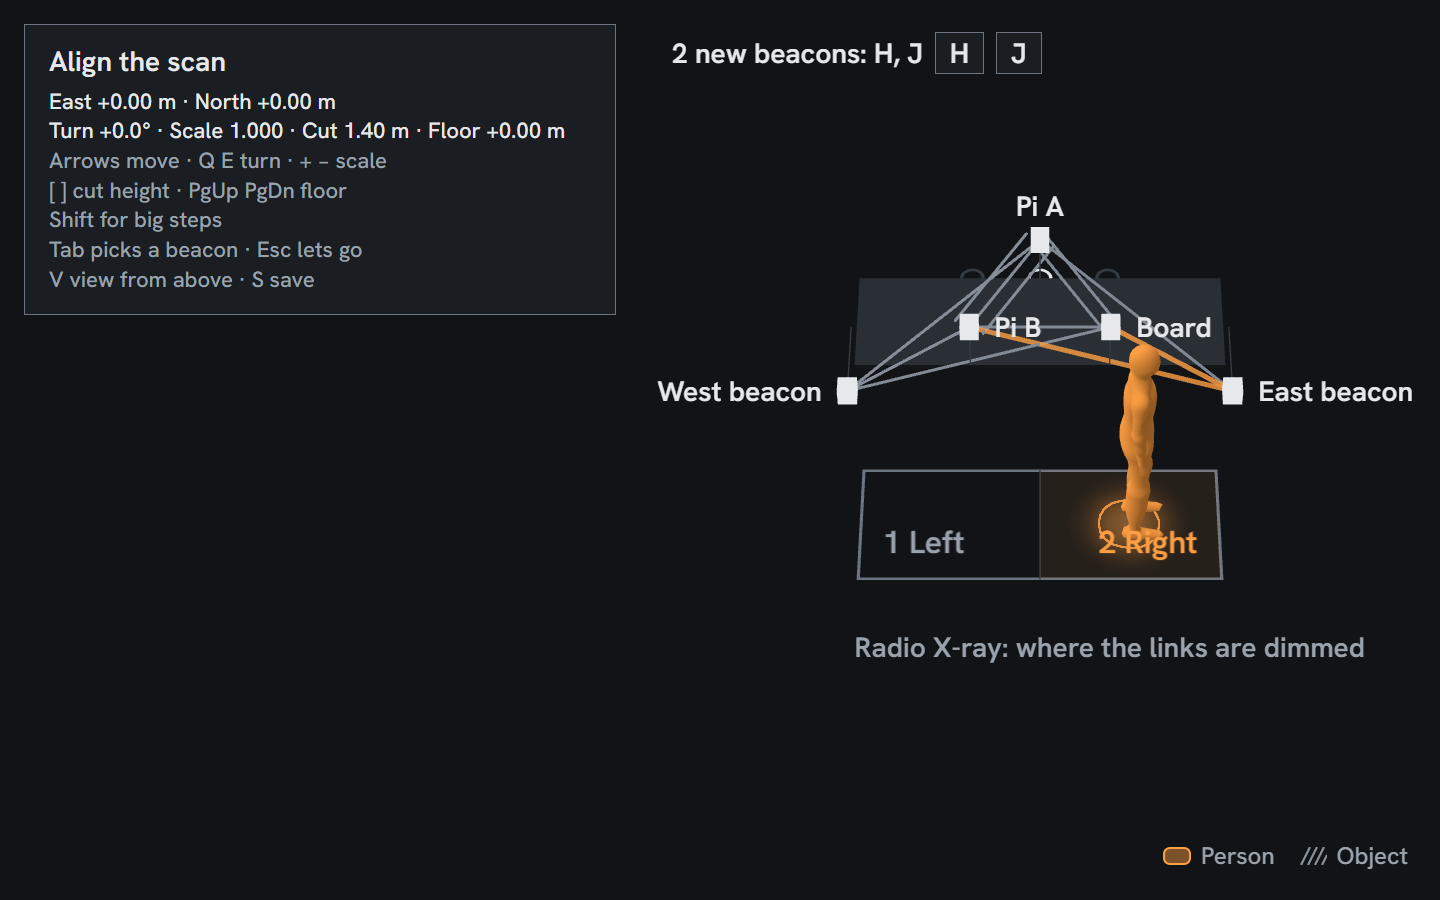 Align the scan
East +0.00 m · North +0.00 m
Turn +0.0° · Scale 1.000 · Cut 1.40 m · Floor +0.00 m
Arrows move · Q E turn · + − scale
[ ] cut height · PgUp PgDn floor
Shift for big steps
Tab picks a beacon · Esc lets go
V view from above · S save
2 new beacons: H, J H J
Pi A
Pi B
Board
West beacon
East beacon
1 Left
2 Right
Radio X-ray: where the links are dimmed
Person
Object